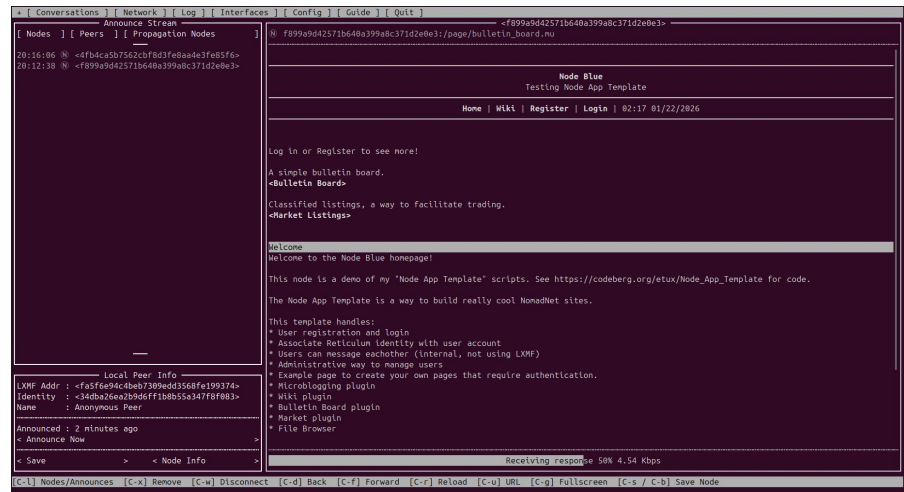 + [ Conversations ] [ Network ] [ Log ] [ Interfaces ] [ Config ] [ Guide ] [ Quit ]
Announce Stream
[ Nodes ] [ Peers ] [ Propagation Nodes ]
20:16:06 Ⓝ <4fb4ca5b7562cbf8d3fe8aa4e3fe85f6>
20:12:38 Ⓝ <f899a9d42571b640a399a8c371d2e0e3>
Local Peer Info
LXMF Addr : <fa5f6e94c4beb7309edd3568fe199374>
Identity : <34dba26ea2b9d6ff1b8b55a347f8f083>
Name : Anonymous Peer
Announced : 2 minutes ago
< Announce Now >
< Save > < Node Info >
<f899a9d42571b640a399a8c371d2e0e3>
Ⓝ f899a9d42571b640a399a8c371d2e0e3:/page/bulletin_board.mu
Node Blue
Testing Node App Template
Home | Wiki | Register | Login | 02:17 01/22/2026
Log in or Register to see more!
A simple bulletin board.
<Bulletin Board>
Classified listings, a way to facilitate trading.
<Market Listings>
Welcome
Welcome to the Node Blue homepage!
This node is a demo of my "Node App Template" scripts. See https://codeberg.org/etux/Node_App_Template for code.
The Node App Template is a way to build really cool NomadNet sites.
This template handles:
* User registration and login
* Associate Reticulum identity with user account
* Users can message eachother (internal, not using LXMF)
* Administrative way to manage users
* Example page to create your own pages that require authentication.
* Microblogging plugin
* Wiki plugin
* Bulletin Board plugin
* Market plugin
* File Browser
Receiving response 50% 4.54 Kbps
[C-l] Nodes/Announces [C-x] Remove [C-w] Disconnect [C-d] Back [C-f] Forward [C-r] Reload [C-u] URL [C-g] Fullscreen [C-s / C-b] Save Node